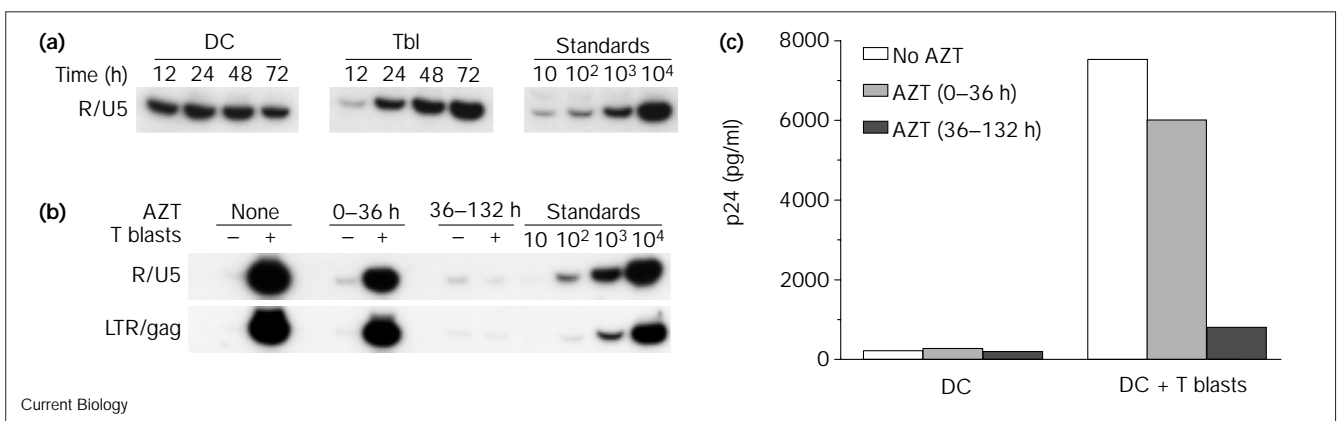 (a) DC Tbl Standards
Time (h) 12 24 48 72 12 24 48 72 10 10² 10³ 10⁴
R/U5
(b) AZT None 0–36 h 36–132 h Standards
T blasts – + – + – + 10 10² 10³ 10⁴
R/U5
LTR/gag
Current Biology
(c)
p24 (pg/ml)
8000
6000
4000
2000
0
No AZT
AZT (0–36 h)
AZT (36–132 h)
DC DC + T blasts